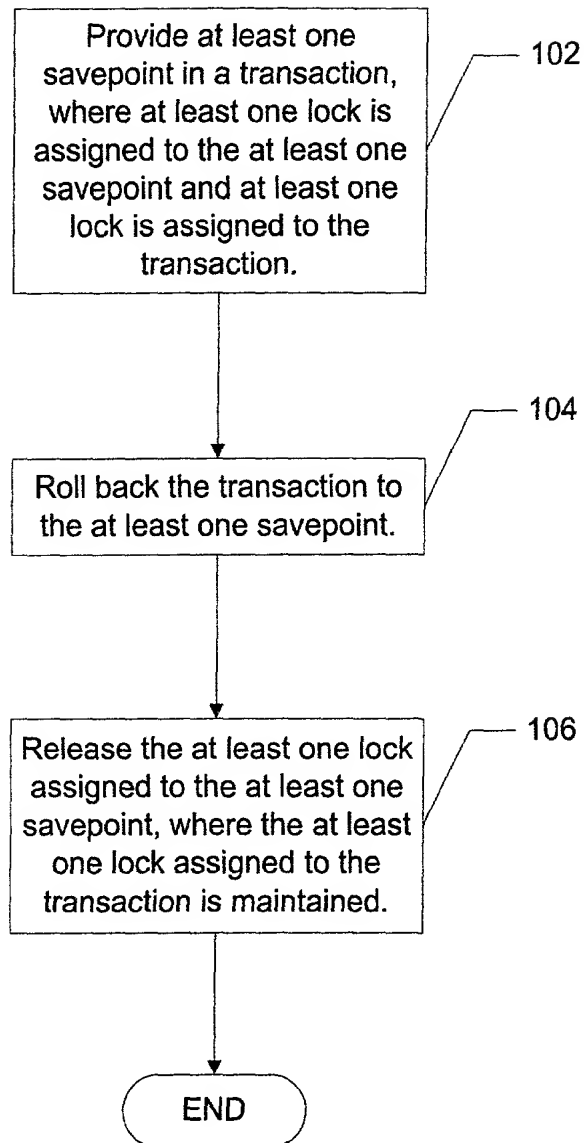 Provide at least one
savepoint in a transaction,
where at least one lock is
assigned to the at least one
savepoint and at least one
lock is assigned to the
transaction.
102
Roll back the transaction to
the at least one savepoint.
104
Release the at least one lock
assigned to the at least one
savepoint, where the at least
one lock assigned to the
transaction is maintained.
106
END